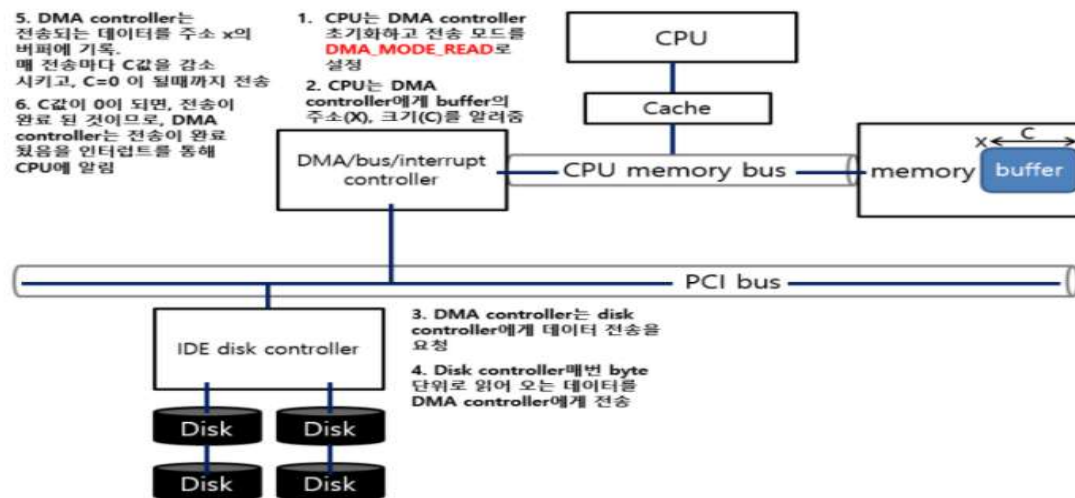 5. DMA controller는
전송되는 데이터를 주소 x의
버퍼에 기록.
매 전송마다 C값을 감소
시키고, C=0 이 될때까지 전송
6. C값이 0이 되면, 전송이
완료 된 것이므로, DMA
controller는 전송이 완료
됬음을 인터럽트를 통해
CPU에 알림
1. CPU는 DMA controller
초기화하고 전송 모드를
DMA_MODE_READ로
설정
2. CPU는 DMA
controller에게 buffer의
주소(X), 크기(C)를 알려줌
CPU
Cache
DMA/bus/interrupt
controller
CPU memory bus
memory
x
C
buffer
PCI bus
IDE disk controller
3. DMA controller는 disk
controller에게 데이터 전송을
요청
4. Disk controller매번 byte
단위로 읽어 오는 데이터를
DMA controller에게 전송
Disk
Disk
Disk
Disk